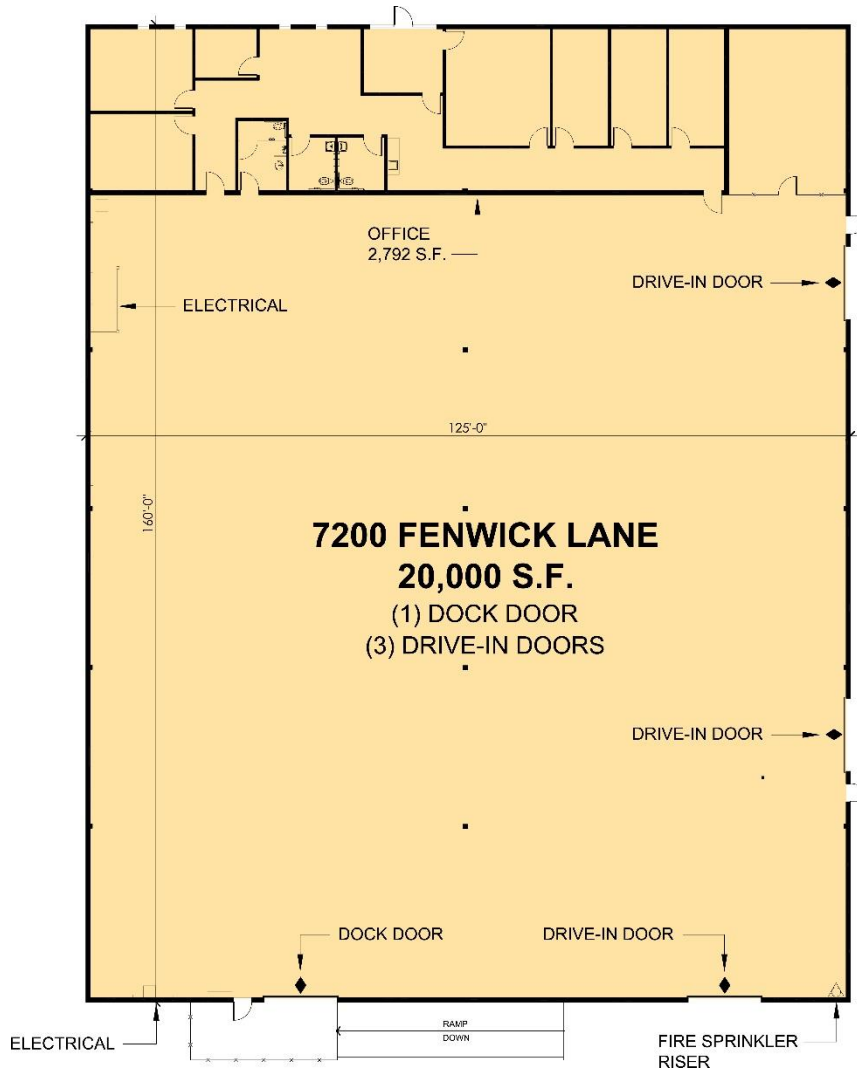 OFFICE
2,792 S.F.
DRIVE-IN DOOR
ELECTRICAL
125'-0"
160'-0"
7200 FENWICK LANE
20,000 S.F.
(1) DOCK DOOR
(3) DRIVE-IN DOORS
DRIVE-IN DOOR
DOCK DOOR
DRIVE-IN DOOR
ELECTRICAL
RAMP
DOWN
FIRE SPRINKLER
RISER